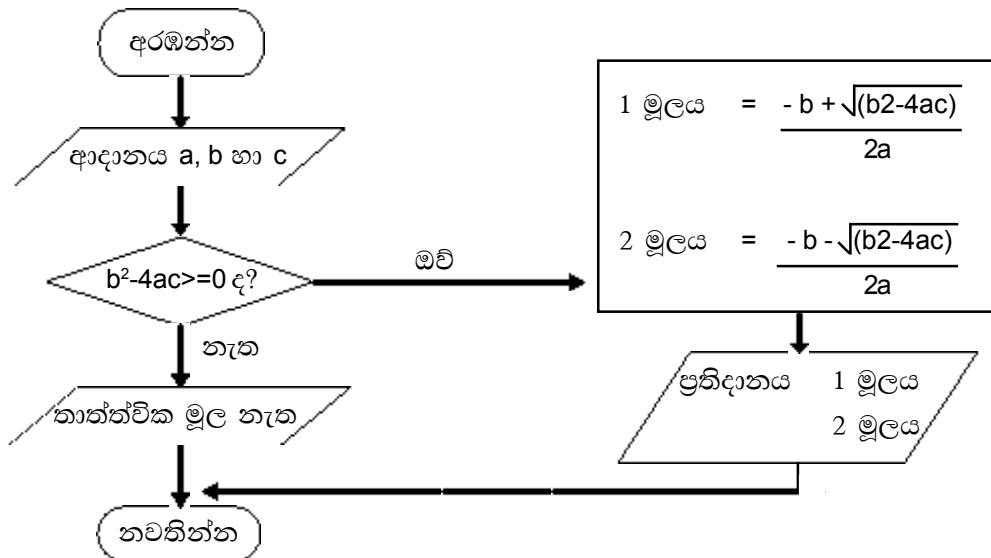 අරඹන්න
ආදානය a, b හා c
b²-4ac>=0 ද?
ඔව්
නැත
තාත්ත්වික මූල නැත
නවතින්න
1 මූලය = - b + √(b2-4ac)
2a
2 මූලය = - b - √(b2-4ac)
2a
ප්‍රතිදානය 1 මූලය
2 මූලය